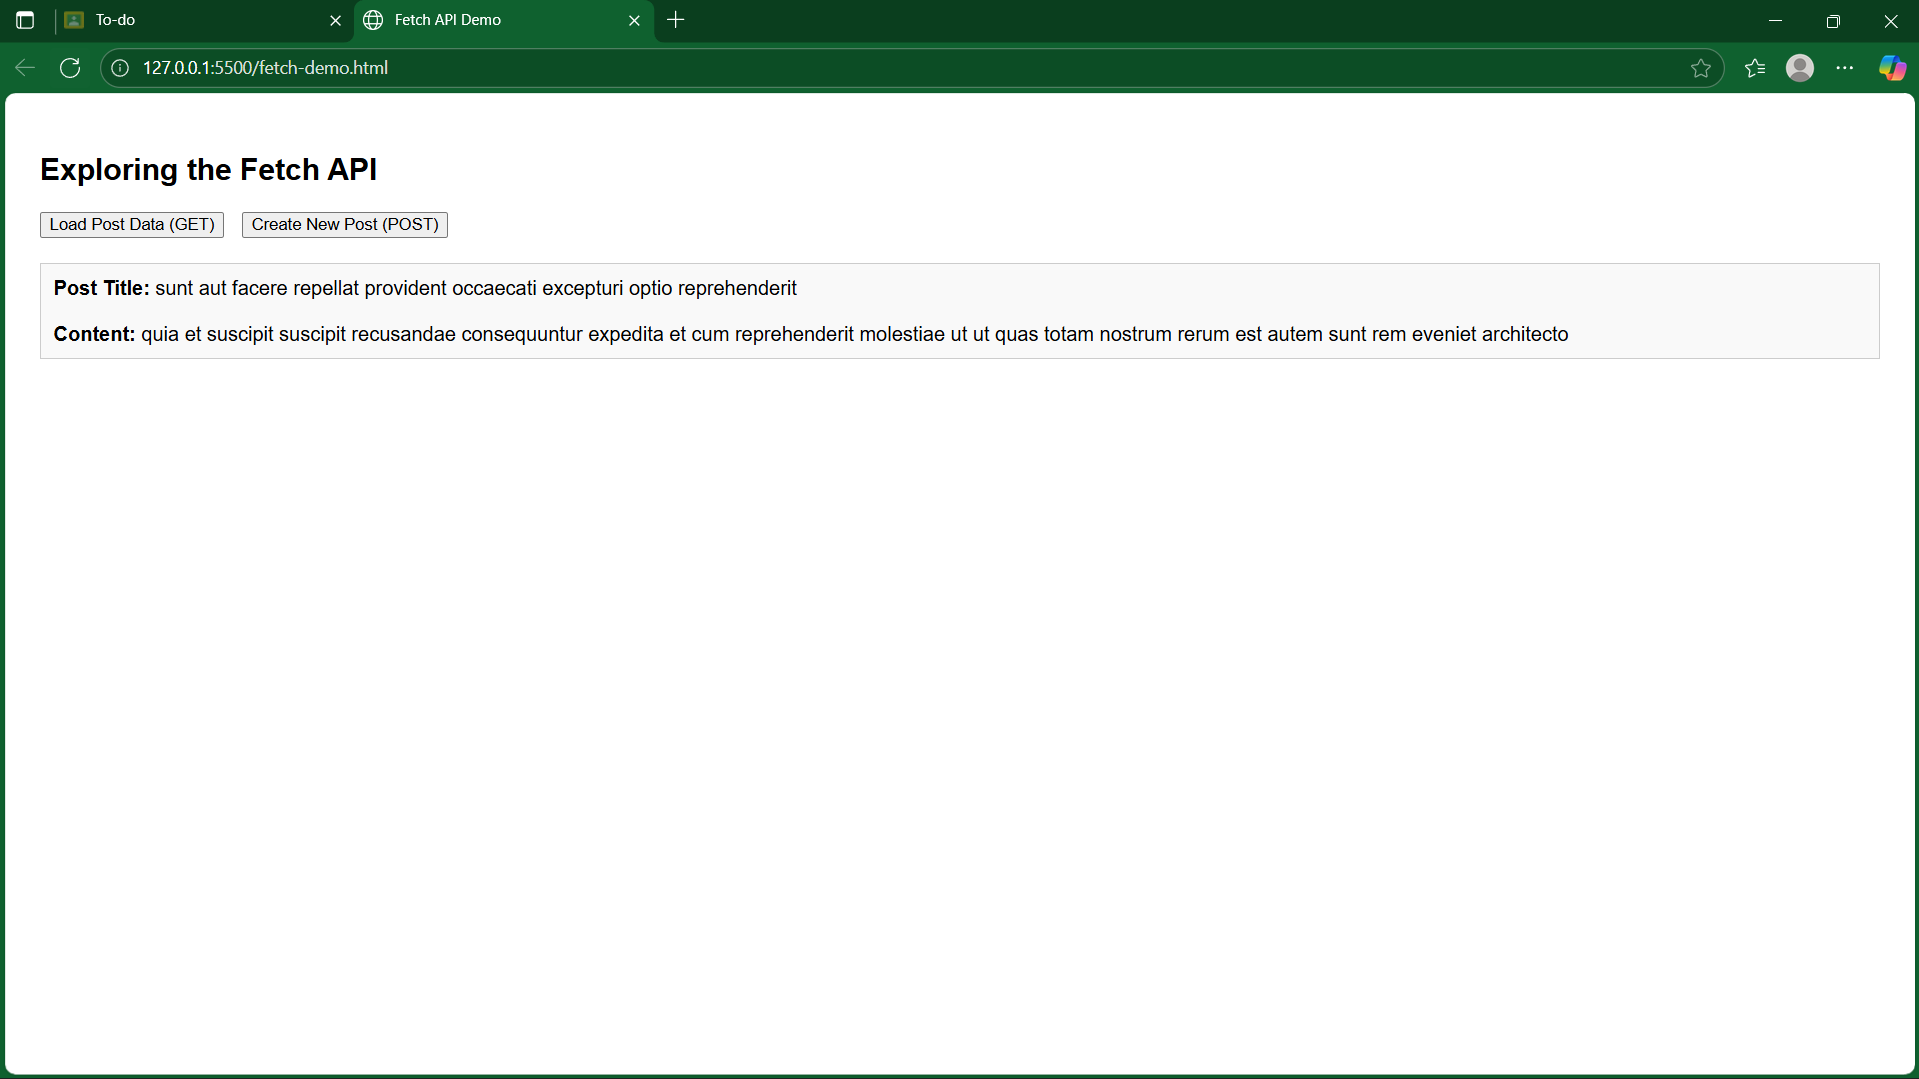 To-do
Fetch API Demo
127.0.0.1:5500/fetch-demo.html
Exploring the Fetch API
Load Post Data (GET) Create New Post (POST)
Post Title: sunt aut facere repellat provident occaecati excepturi optio reprehenderit
Content: quia et suscipit suscipit recusandae consequuntur expedita et cum reprehenderit molestiae ut ut quas totam nostrum rerum est autem sunt rem eveniet architecto